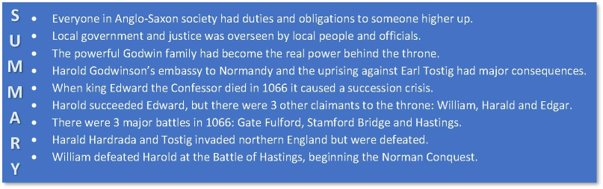 SUMMARY
• Everyone in Anglo-Saxon society had duties and obligations to someone higher up.
• Local government and justice was overseen by local people and officials.
• The powerful Godwin family had become the real power behind the throne.
• Harold Godwinson's embassy to Normandy and the uprising against Earl Tostig had major consequences.
• When king Edward the Confessor died in 1066 it caused a succession crisis.
• Harold succeeded Edward, but there were 3 other claimants to the throne: William, Harald and Edgar.
• There were 3 major battles in 1066: Gate Fulford, Stamford Bridge and Hastings.
• Harald Hardrada and Tostig invaded northern England but were defeated.
• William defeated Harold at the Battle of Hastings, beginning the Norman Conquest.